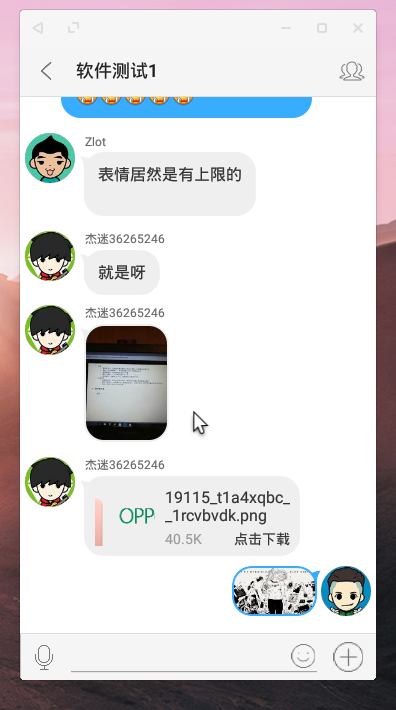 软件测试1
Zlot
表情居然是有上限的
杰迷36265246
就是呀
杰迷36265246
杰迷36265246
OPP
19115_t1a4xqbc_
_1rcvbvdk.png
40.5K 点击下载